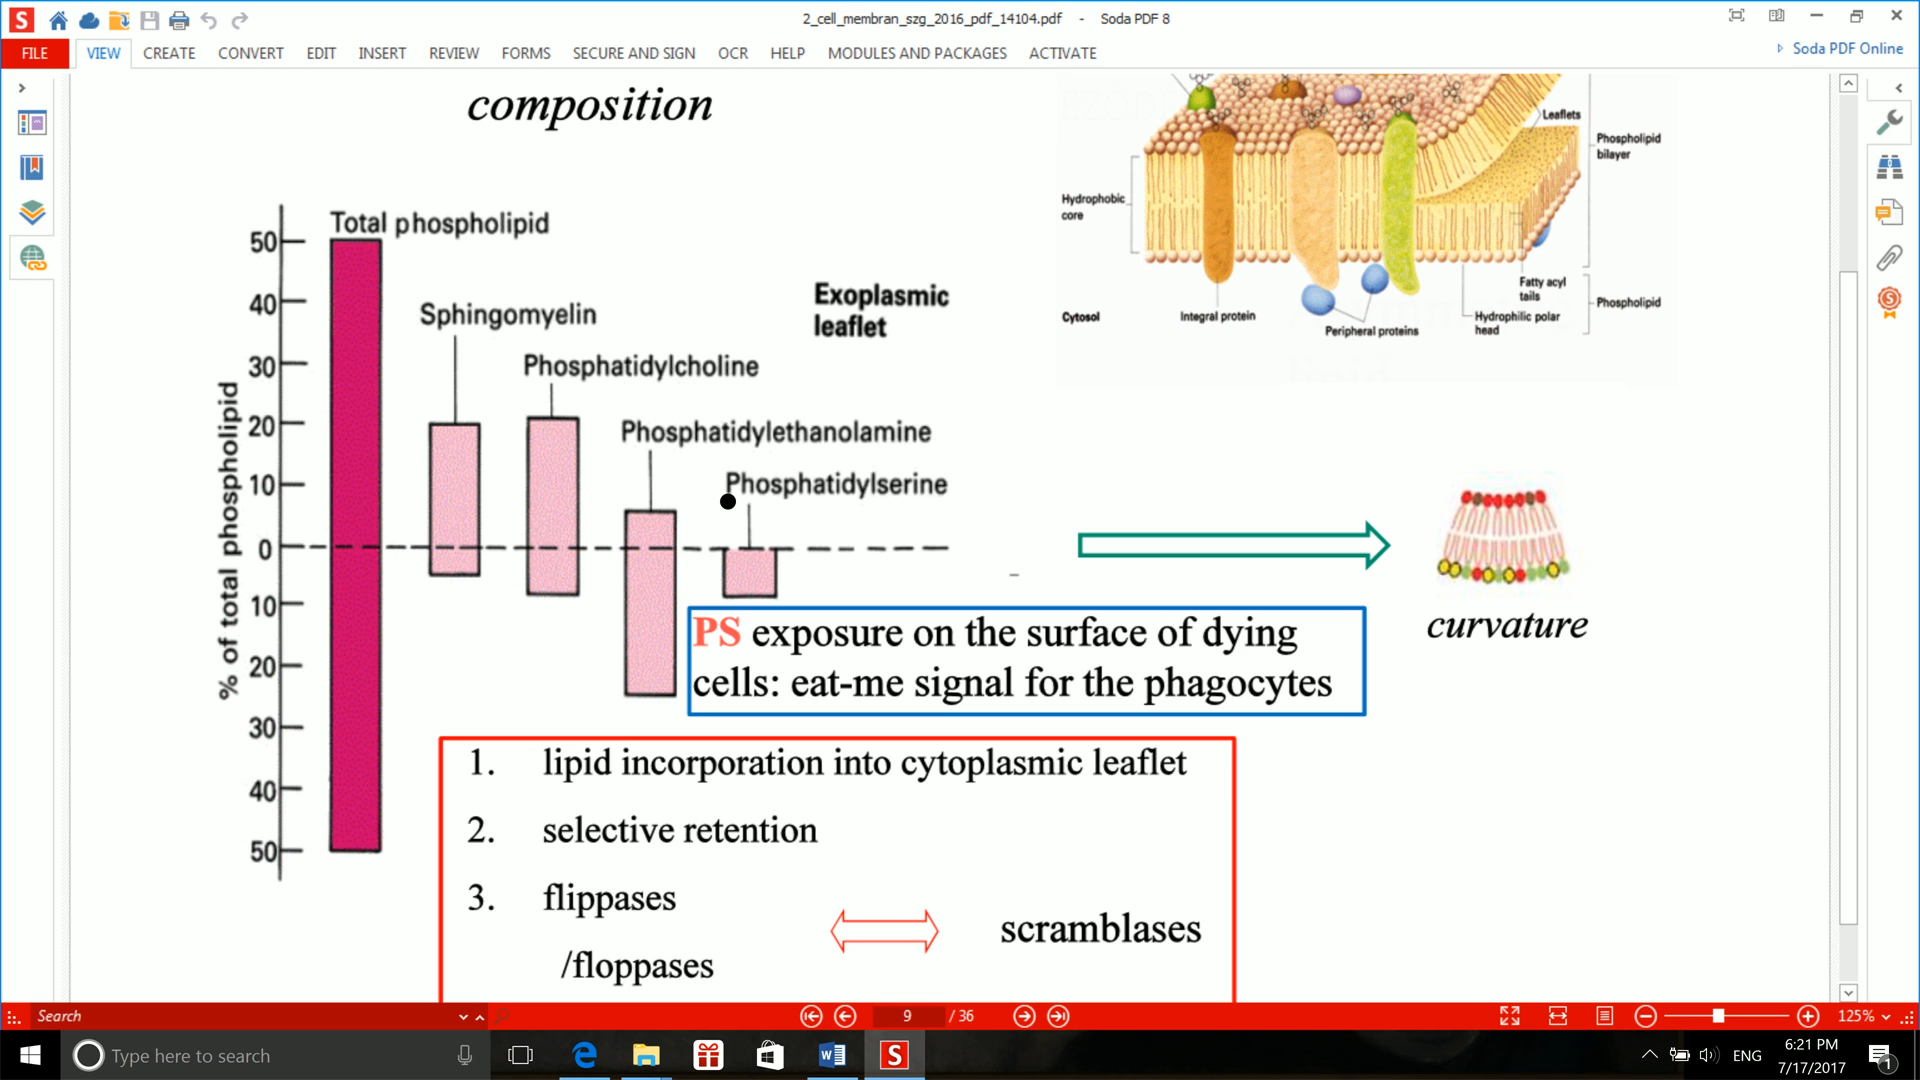 2_cell_membran_szg_2016_pdf_14104.pdf - Soda PDF 8
FILE VIEW CREATE CONVERT EDIT INSERT REVIEW FORMS SECURE AND SIGN OCR HELP MODULES AND PACKAGES ACTIVATE
Soda PDF Online
composition
Total phospholipid
Sphingomyelin
Phosphatidylcholine
Phosphatidylethanolamine
Phosphatidylserine
Exoplasmic
leaflet
% of total phospholipid
50
40
30
20
10
0
10
20
30
40
50
Leaflets
Phospholipid
bilayer
Hydrophobic
core
Fatty acyl
tails
Phospholipid
Cytosol
Integral protein
Peripheral proteins
Hydrophilic polar
head
curvature
PS exposure on the surface of dying
cells: eat-me signal for the phagocytes
1. lipid incorporation into cytoplasmic leaflet
2. selective retention
3. flippases
/floppases
scramblases
Search
9 / 36
125%
Type here to search
ENG
6:21 PM
7/17/2017
1